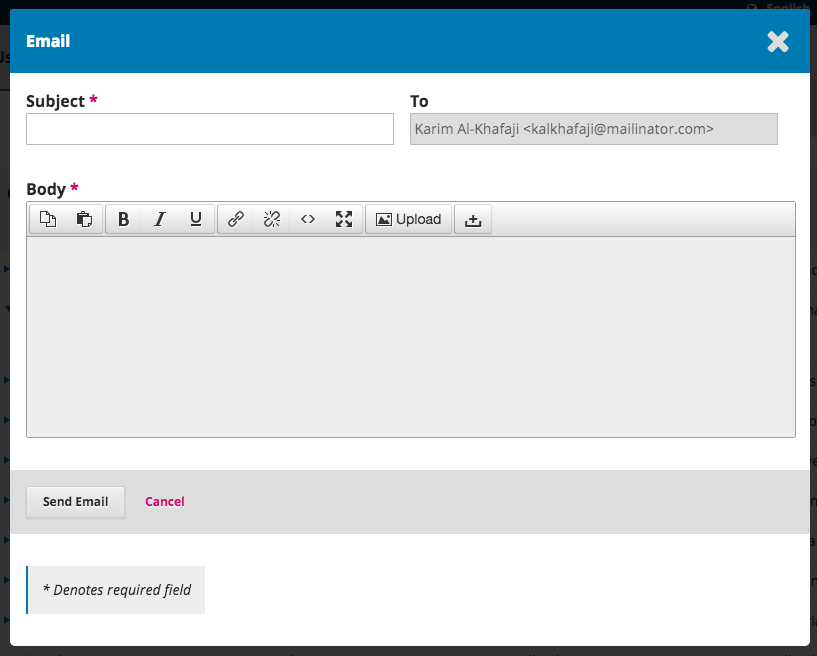 English
Email
Subject *
To
Karim Al-Khafaji <kalkhafaji@mailinator.com>
Body *
B I U <> Upload
Send Email
Cancel
* Denotes required field